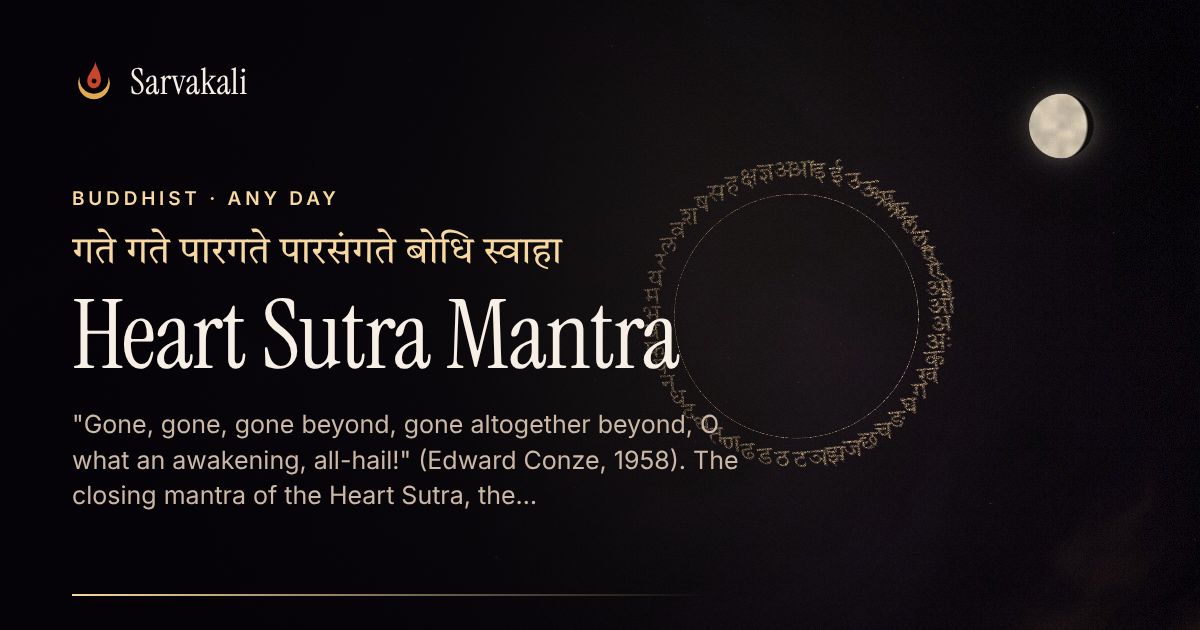 Sarvakali
BUDDHIST · ANY DAY
गते गते पारगते पारसंगते बोधि स्वाहा
Heart Sutra Mantra
"Gone, gone, gone beyond, gone altogether beyond, O
what an awakening, all-hail!" (Edward Conze, 1958). The
closing mantra of the Heart Sutra, the...